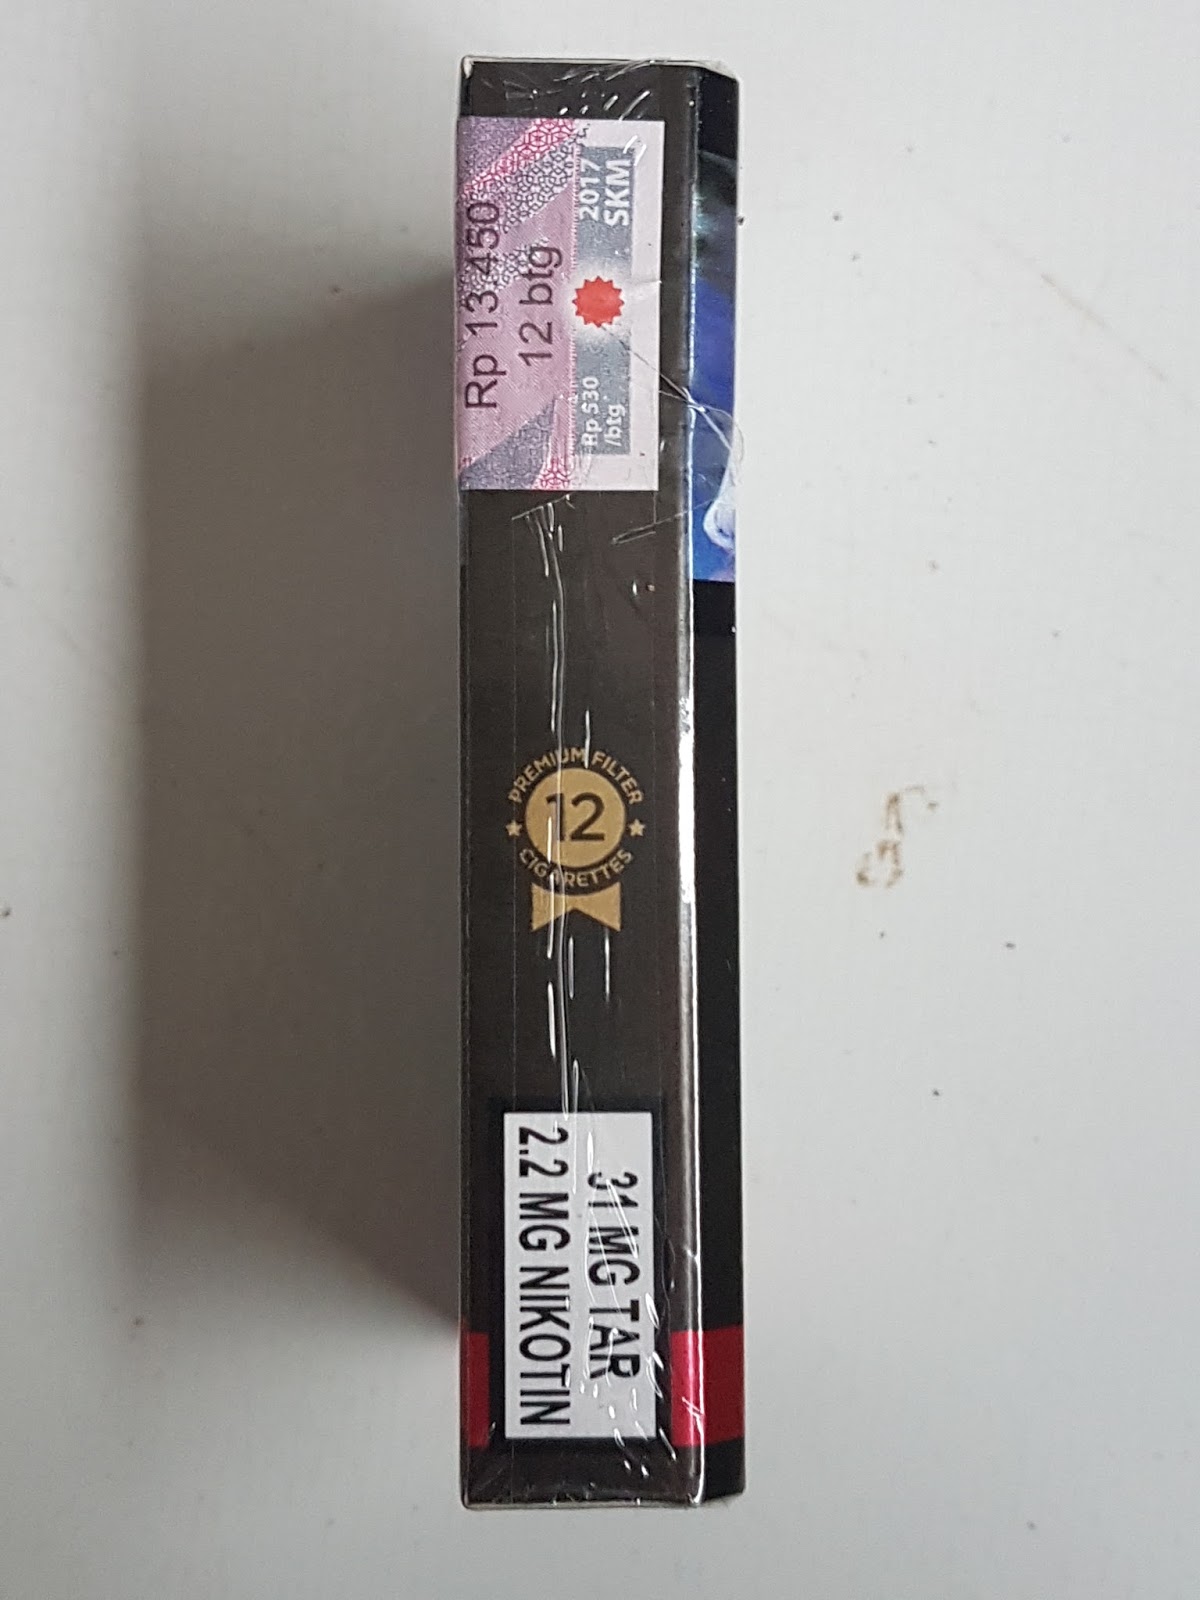 Rp 13.450
12 btg
2017
SKM
Rp 530
/btg
PREMIUM FILTER
12
CIGARETTES
31 MG TAR
2.2 MG NIKOTIN